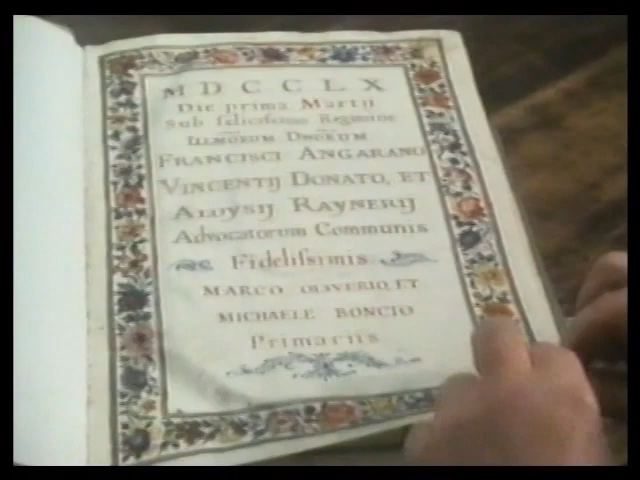 MDCCLX
Die prima Martij
Sub felicissimo Regimine
Illmorum Dnorum
Francisci Angarano
Vincentij Donato, et
Aluysij Raynerij
Advocatorum Communis
Fidelissimis
Marco Oliverio, et
Michaele Boncio
Primariis